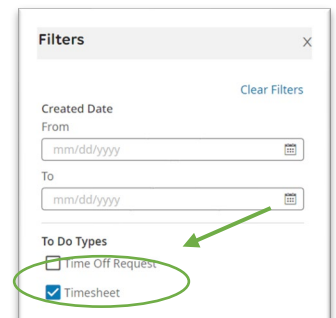 Filters X
Clear Filters
Created Date
From
mm/dd/yyyy
To
mm/dd/yyyy
To Do Types
Time Off Request
Timesheet